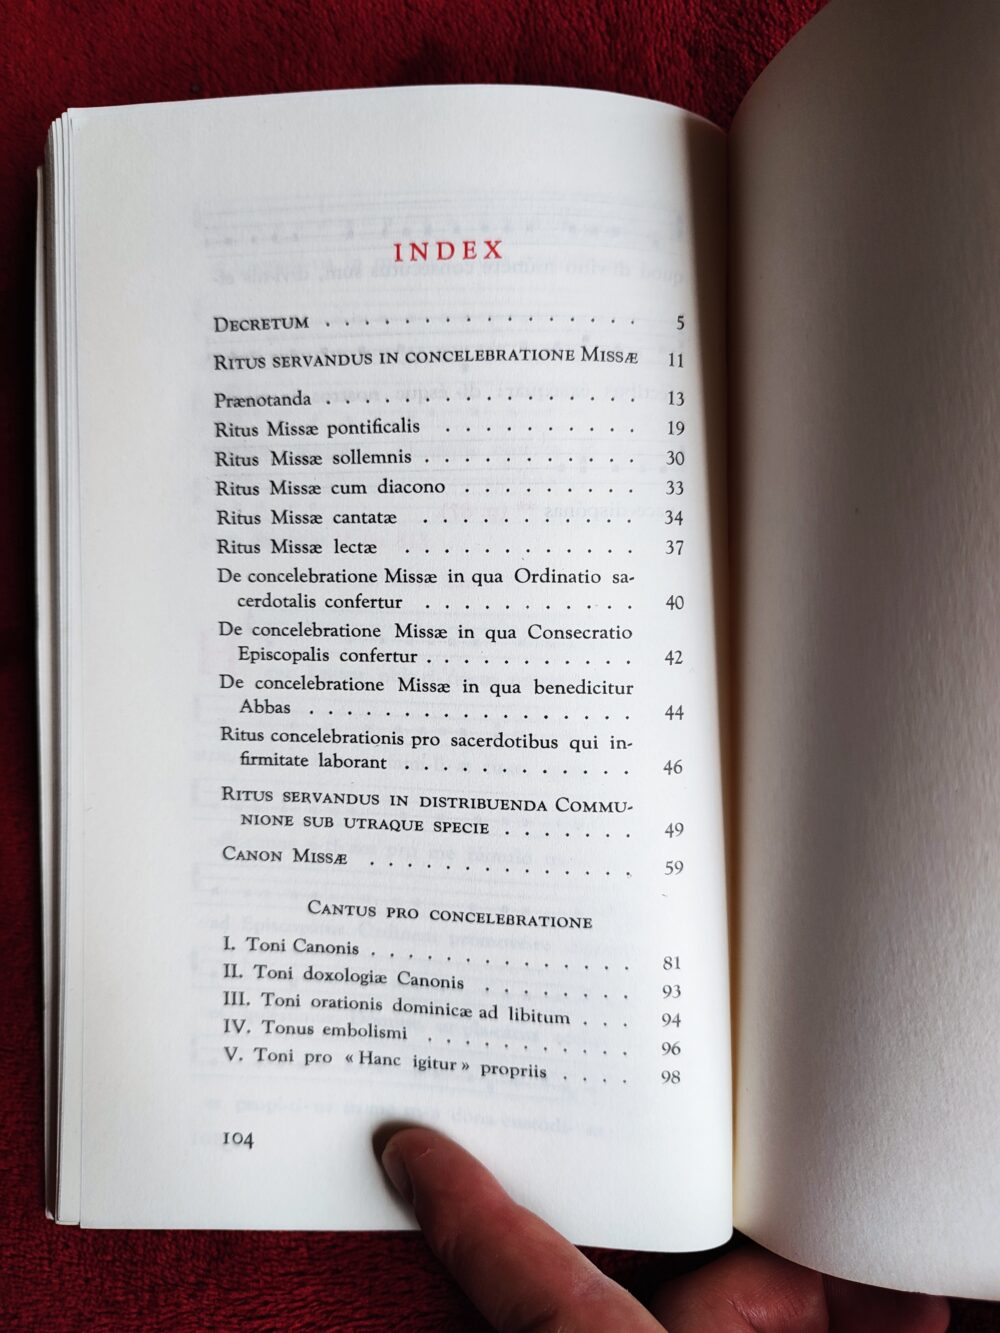 INDEX
Decretum . . . . . . . . . . . . . . . . 5
Ritus servandus in concelebratione Missæ 11
Prænotanda . . . . . . . . . . . . . . . . 13
Ritus Missæ pontificalis . . . . . . . . . . 19
Ritus Missæ sollemnis . . . . . . . . . . . 30
Ritus Missæ cum diacono . . . . . . . . . 33
Ritus Missæ cantatæ . . . . . . . . . . . 34
Ritus Missæ lectæ . . . . . . . . . . . . 37
De concelebratione Missæ in qua Ordinatio sa-
cerdotalis confertur . . . . . . . . . . . 40
De concelebratione Missæ in qua Consecratio
Episcopalis confertur . . . . . . . . . . . 42
De concelebratione Missæ in qua benedicitur
Abbas . . . . . . . . . . . . . . . . 44
Ritus concelebrationis pro sacerdotibus qui in-
firmitate laborant . . . . . . . . . . . 46
Ritus servandus in distribuenda Commu-
nione sub utraque specie . . . . . . . 49
Canon Missæ . . . . . . . . . . . . . . 59
Cantus pro concelebratione
I. Toni Canonis . . . . . . . . . . . . . 81
II. Toni doxologiæ Canonis . . . . . . . . 93
III. Toni orationis dominicæ ad libitum . . . 94
IV. Tonus embolismi . . . . . . . . . . . 96
V. Toni pro « Hanc igitur » propriis . . . . 98
104